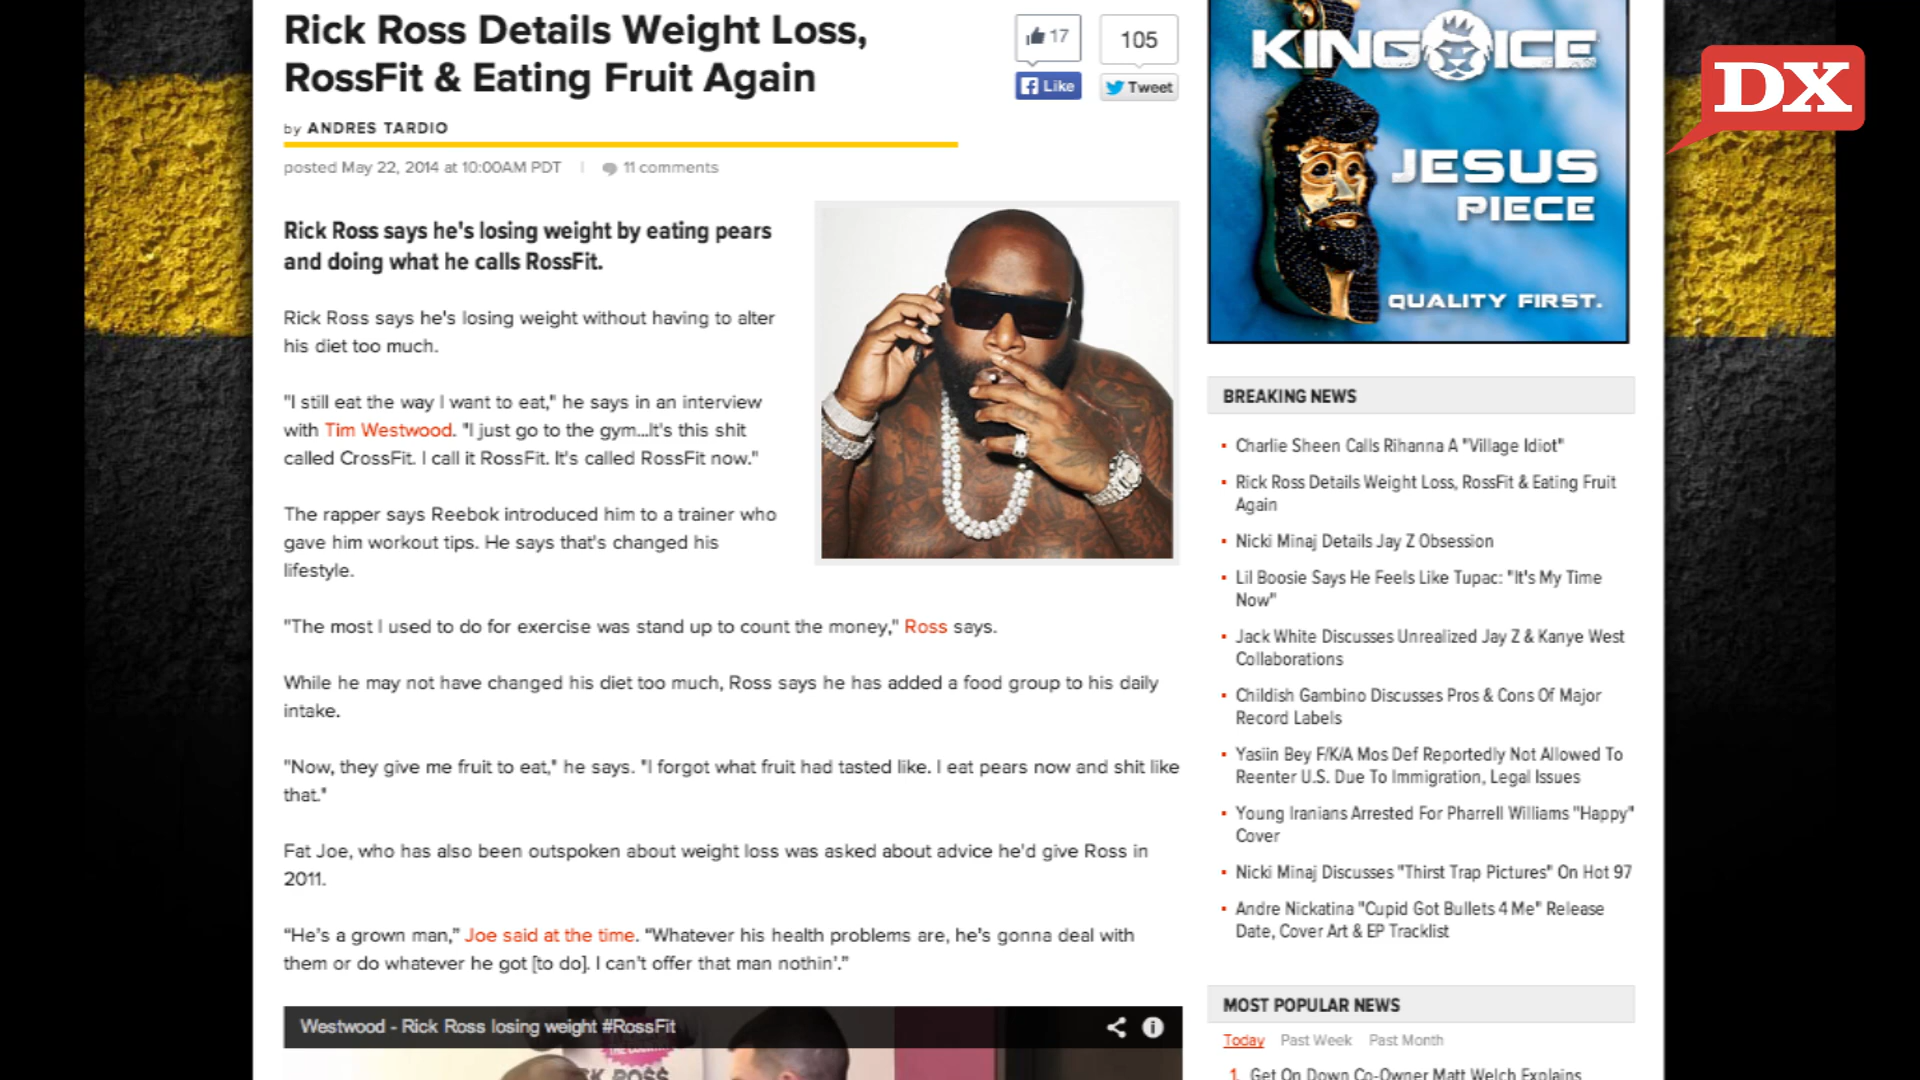 Rick Ross Details Weight Loss,
RossFit & Eating Fruit Again
17
105
Like
Tweet
by ANDRES TARDIO
posted May 22, 2014 at 10:00AM PDT | 11 comments
Rick Ross says he's losing weight by eating pears
and doing what he calls RossFit.
Rick Ross says he's losing weight without having to alter
his diet too much.
"I still eat the way I want to eat," he says in an interview
with Tim Westwood. "I just go to the gym...It's this shit
called CrossFit. I call it RossFit. It's called RossFit now."
The rapper says Reebok introduced him to a trainer who
gave him workout tips. He says that's changed his
lifestyle.
"The most I used to do for exercise was stand up to count the money," Ross says.
While he may not have changed his diet too much, Ross says he has added a food group to his daily
intake.
"Now, they give me fruit to eat," he says. "I forgot what fruit had tasted like. I eat pears now and shit like
that."
Fat Joe, who has also been outspoken about weight loss was asked about advice he'd give Ross in
2011.
“He's a grown man,” Joe said at the time. “Whatever his health problems are, he's gonna deal with
them or do whatever he got [to do]. I can't offer that man nothin'.”
Westwood - Rick Ross losing weight #RossFit
CK ROSS
KING ICE
JESUS
PIECE
QUALITY FIRST.
DX
BREAKING NEWS
Charlie Sheen Calls Rihanna A "Village Idiot"
Rick Ross Details Weight Loss, RossFit & Eating Fruit
Again
Nicki Minaj Details Jay Z Obsession
Lil Boosie Says He Feels Like Tupac: "It's My Time
Now"
Jack White Discusses Unrealized Jay Z & Kanye West
Collaborations
Childish Gambino Discusses Pros & Cons Of Major
Record Labels
Yasiin Bey F/K/A Mos Def Reportedly Not Allowed To
Reenter U.S. Due To Immigration, Legal Issues
Young Iranians Arrested For Pharrell Williams "Happy"
Cover
Nicki Minaj Discusses "Thirst Trap Pictures" On Hot 97
Andre Nickatina "Cupid Got Bullets 4 Me" Release
Date, Cover Art & EP Tracklist
MOST POPULAR NEWS
Today Past Week Past Month
1. Get On Down Co-Owner Matt Welch Explains